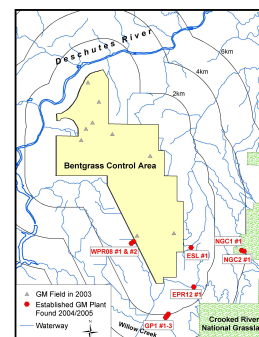 Deschutes River
6km
4km
2km
Bentgrass Control Area
NGC1 #1
WPR08 #1 & #2
ESL #1
NGC2 #1
EPR12 #1
GP1 #1-3
GM Field in 2003
Established GM Plant
Found 2004/2005
Waterway
N
Willow Creek
Crooked River
National Grassla